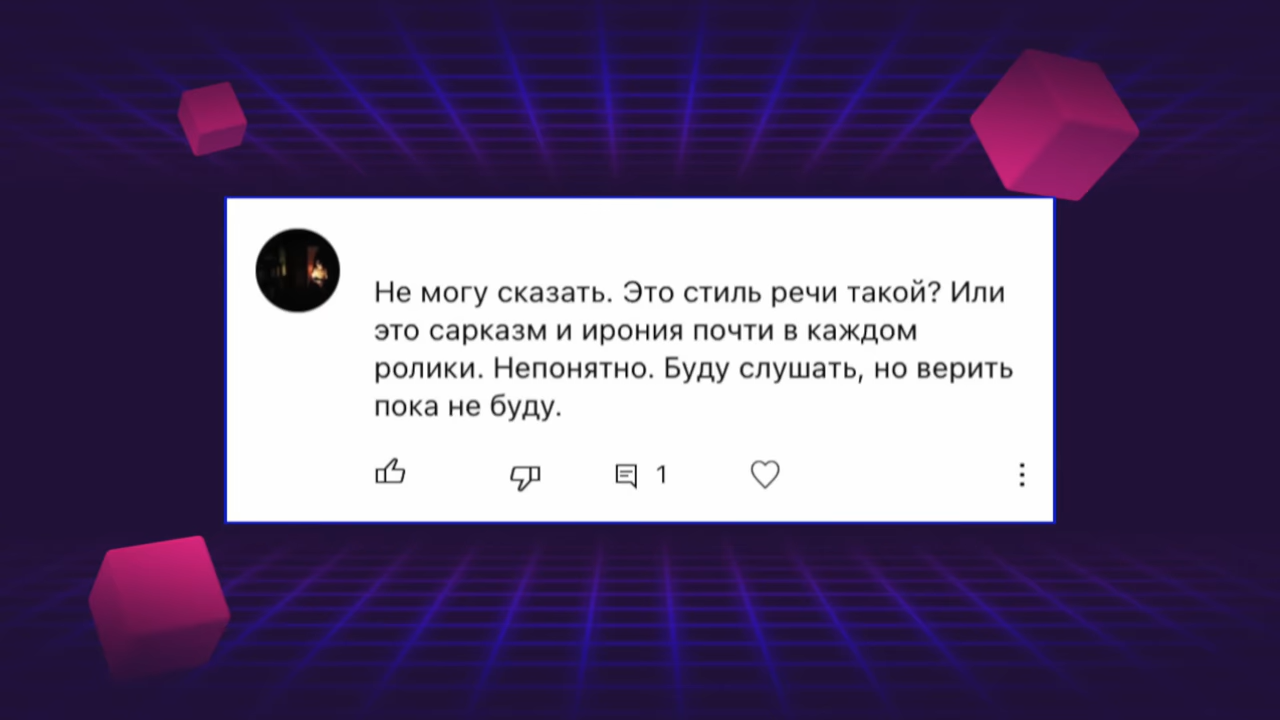 Не могу сказать. Это стиль речи такой? Или
это сарказм и ирония почти в каждом
ролики. Непонятно. Буду слушать, но верить
пока не буду.
1